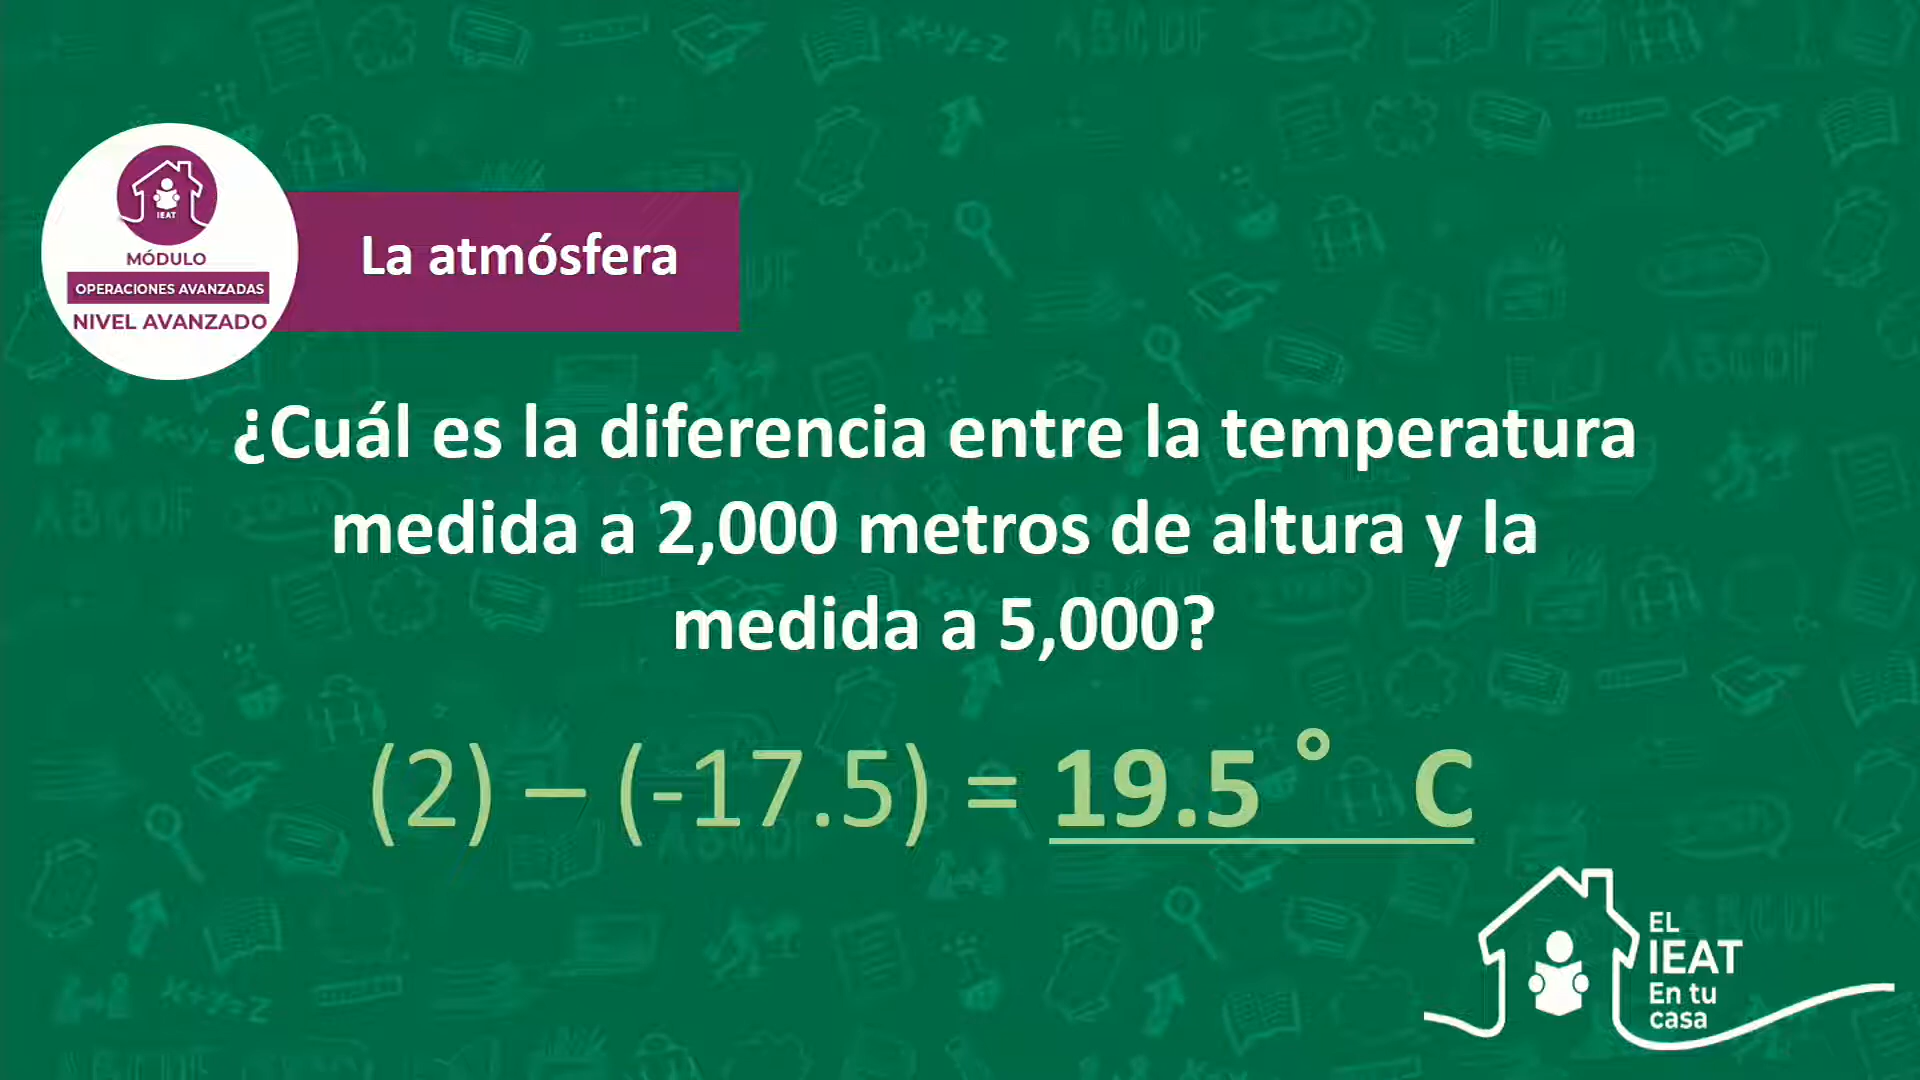 IEAT
MÓDULO
OPERACIONES AVANZADAS
NIVEL AVANZADO
La atmósfera
¿Cuál es la diferencia entre la temperatura
medida a 2,000 metros de altura y la
medida a 5,000?
(2) – (-17.5) = 19.5 ° C
EL
IEAT
En tu
casa